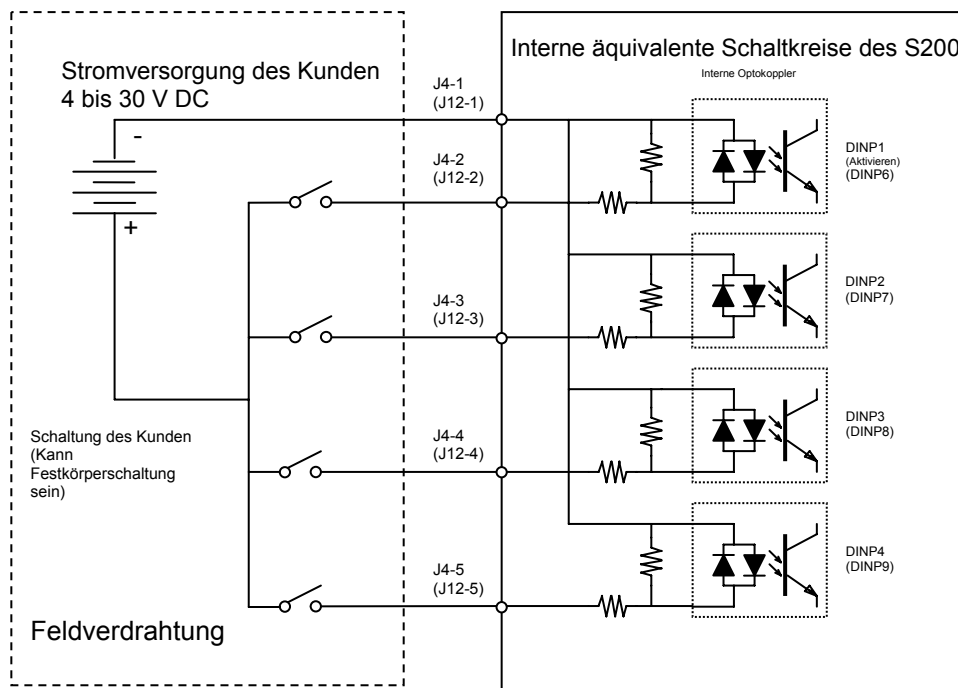 Stromversorgung des Kunden
4 bis 30 V DC
-
+
Schaltung des Kunden
(Kann
Festkörperschaltung
sein)
Feldverdrahtung
J4-1
(J12-1)
J4-2
(J12-2)
J4-3
(J12-3)
J4-4
(J12-4)
J4-5
(J12-5)
Interne äquivalente Schaltkreise des S200
Interne Optokoppler
DINP1
(Aktivieren)
(DINP6)
DINP2
(DINP7)
DINP3
(DINP8)
DINP4
(DINP9)